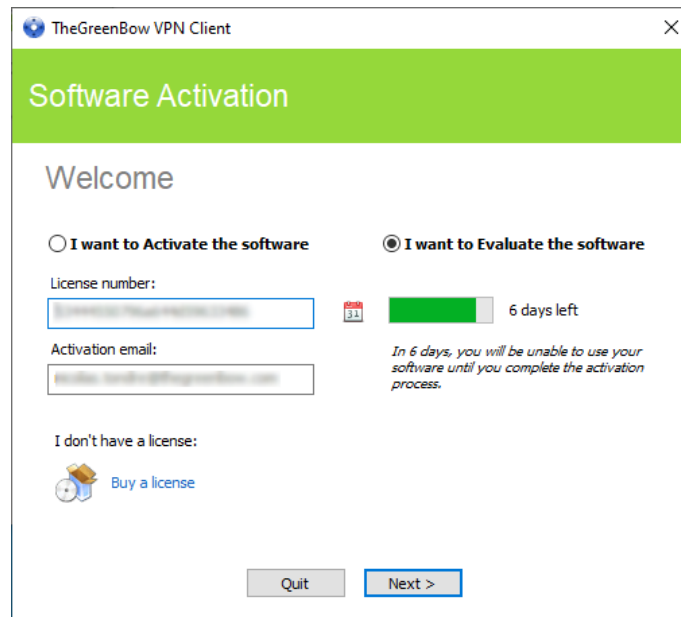 TheGreenBow VPN Client
Software Activation
Welcome
I want to Activate the software
License number:
Activation email:
I don't have a license:
Buy a license
I want to Evaluate the software
31
6 days left
In 6 days, you will be unable to use your
software until you complete the activation
process.
Quit
Next >